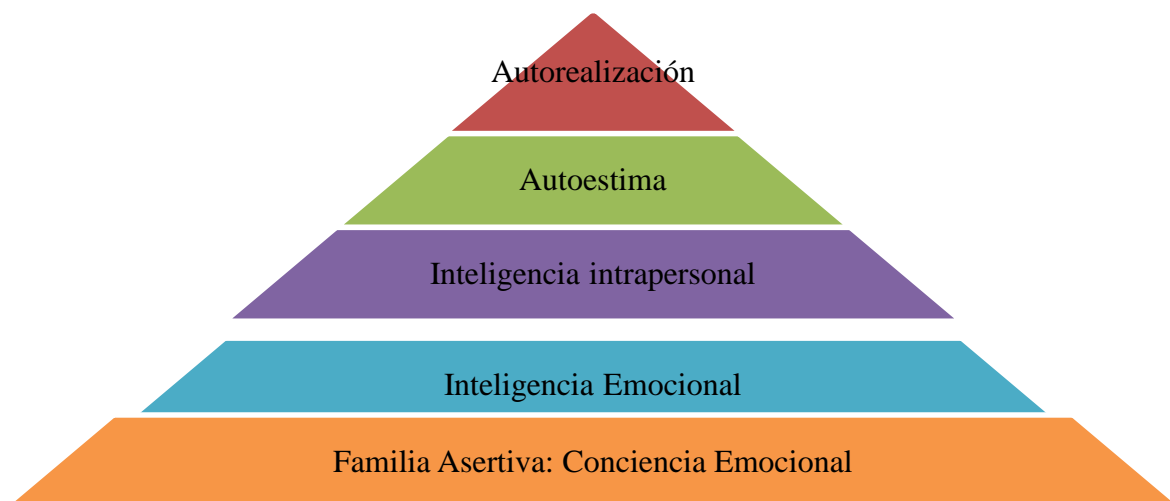 Autorealización
Autoestima
Inteligencia intrapersonal
Inteligencia Emocional
Familia Asertiva: Conciencia Emocional